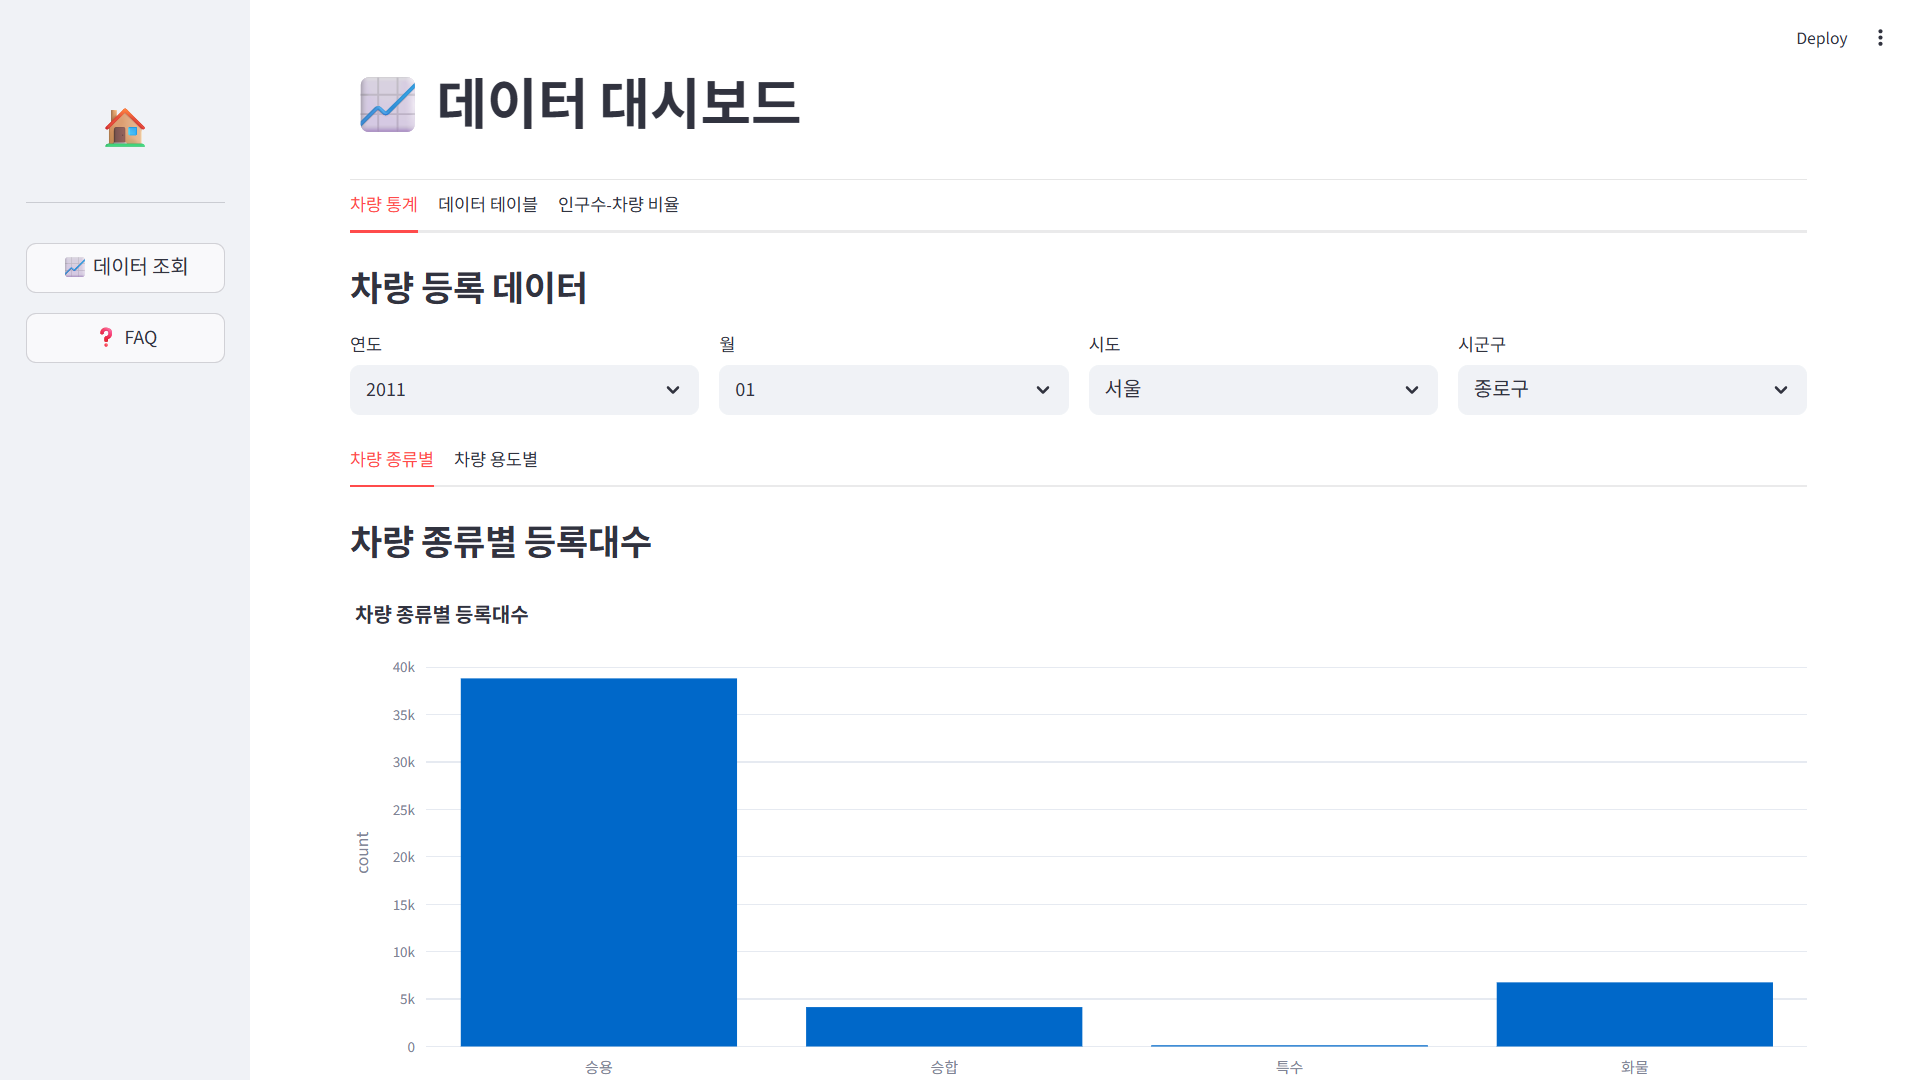 Deploy
데이터 조회
FAQ
데이터 대시보드
차량 통계 데이터 테이블 인구수-차량 비율
차량 등록 데이터
연도 월 시도 시군구
2011 01 서울 종로구
차량 종류별 차량 용도별
차량 종류별 등록대수
차량 종류별 등록대수
40k
35k
30k
25k
20k
15k
10k
5k
0
count
승용 승합 특수 화물